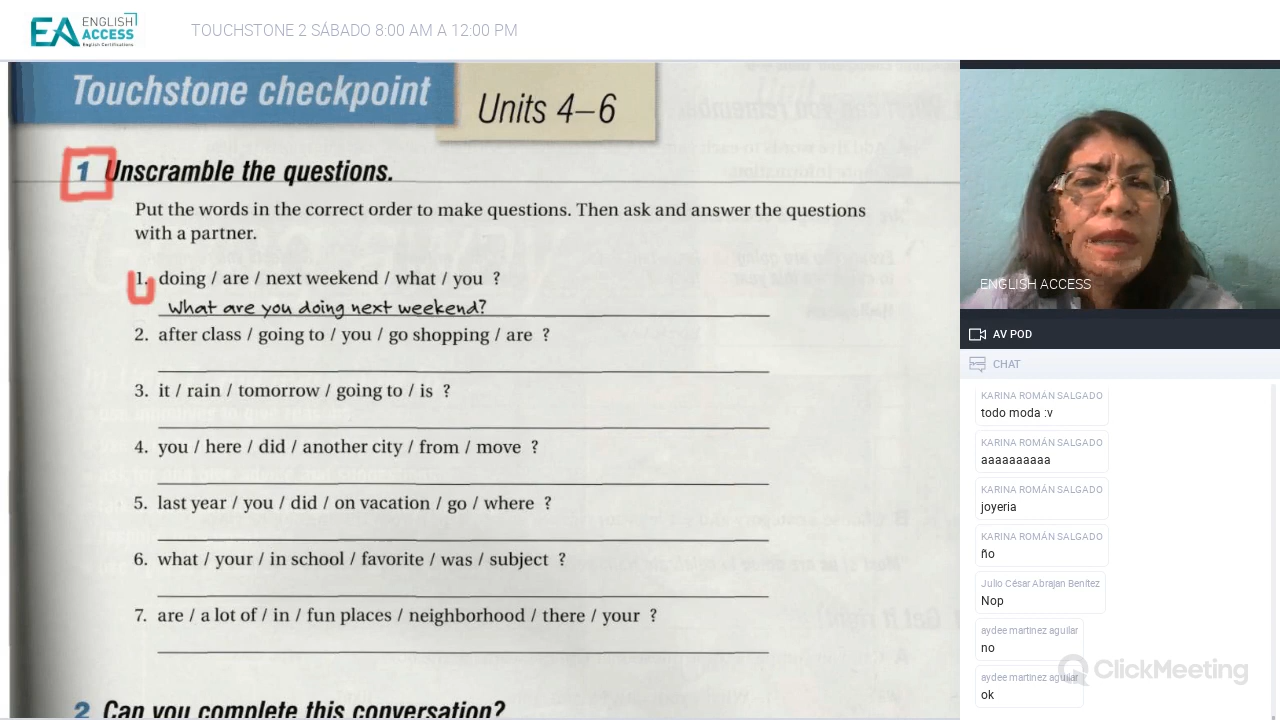 EA ENGLISH ACCESS
English Certifications
TOUCHSTONE 2 SÁBADO 8:00 AM A 12:00 PM
Touchstone checkpoint
Units 4–6
1 Unscramble the questions.
Put the words in the correct order to make questions. Then ask and answer the questions
with a partner.
1. doing / are / next weekend / what / you ?
What are you doing next weekend?
2. after class / going to / you / go shopping / are ?
3. it / rain / tomorrow / going to / is ?
4. you / here / did / another city / from / move ?
5. last year / you / did / on vacation / go / where ?
6. what / your / in school / favorite / was / subject ?
7. are / a lot of / in / fun places / neighborhood / there / your ?
2 Can you complete this conversation?
ENGLISH ACCESS
AV POD
CHAT
KARINA ROMÁN SALGADO
todo moda :v
KARINA ROMÁN SALGADO
aaaaaaaaaa
KARINA ROMÁN SALGADO
joyeria
KARINA ROMÁN SALGADO
ño
Julio César Abrajan Benítez
Nop
aydee martinez aguilar
no
aydee martinez aguilar
ok
ClickMeeting